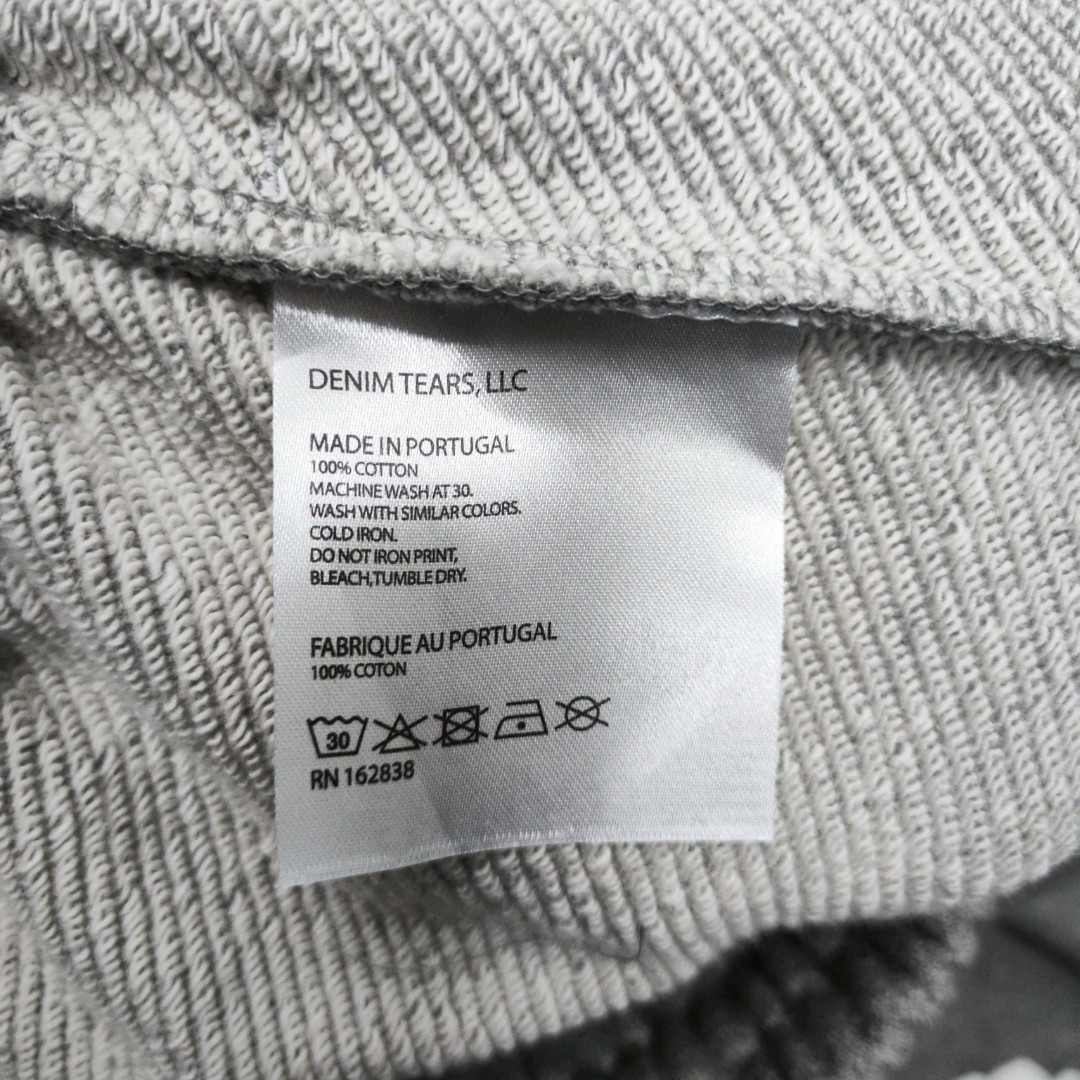 DENIM TEARS, LLC
MADE IN PORTUGAL
100% COTTON
MACHINE WASH AT 30.
WASH WITH SIMILAR COLORS.
COLD IRON.
DO NOT IRON PRINT,
BLEACH,TUMBLE DRY.
FABRIQUE AU PORTUGAL
100% COTON
30
RN 162838